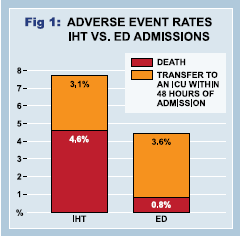 Fig 1: ADVERSE EVENT RATES
IHT VS. ED ADMISSIONS
DEATH
TRANSFER TO
AN ICU WITHIN
48 HOURS OF
ADMISSION
8
7
6
5
4
3
2
1
%
3,1%
4,6%
3.6%
0.8%
IHT
ED